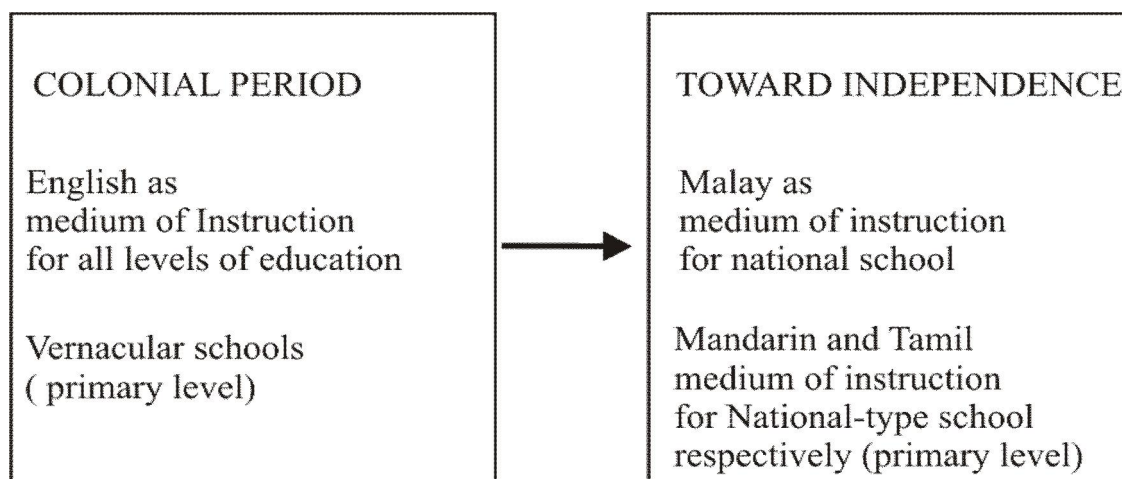 COLONIAL PERIOD
English as
medium of Instruction
for all levels of education
Vernacular schools
( primary level)
TOWARD INDEPENDENCE
Malay as
medium of instruction
for national school
Mandarin and Tamil
medium of instruction
for National-type school
respectively (primary level)